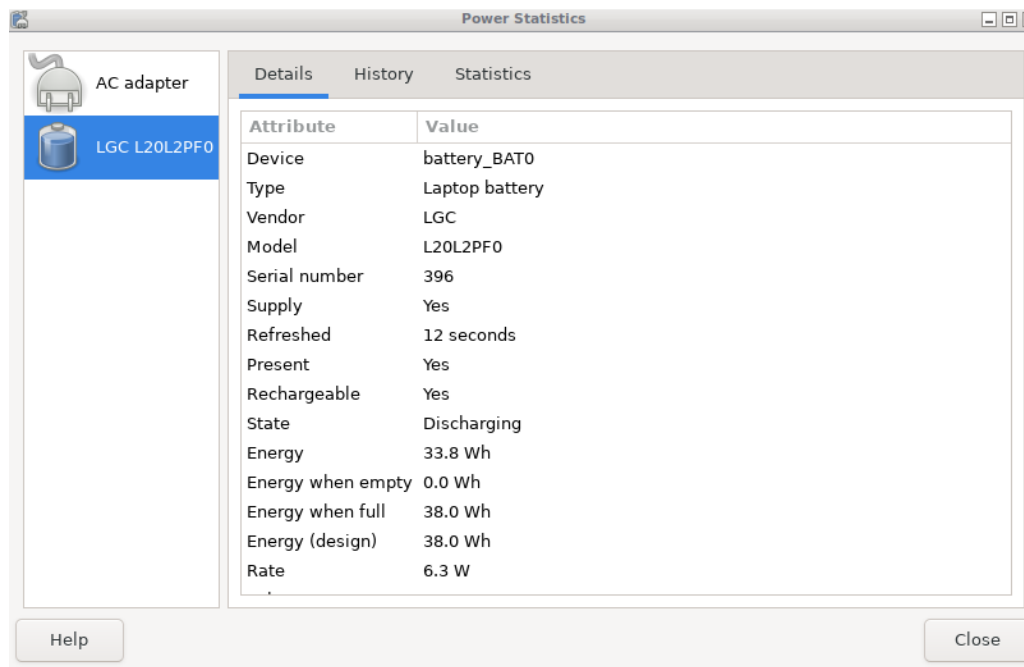 Power Statistics
AC adapter
LGC L20L2PF0
Details History Statistics
Attribute Value
Device battery_BAT0
Type Laptop battery
Vendor LGC
Model L20L2PF0
Serial number 396
Supply Yes
Refreshed 12 seconds
Present Yes
Rechargeable Yes
State Discharging
Energy 33.8 Wh
Energy when empty 0.0 Wh
Energy when full 38.0 Wh
Energy (design) 38.0 Wh
Rate 6.3 W
Help Close